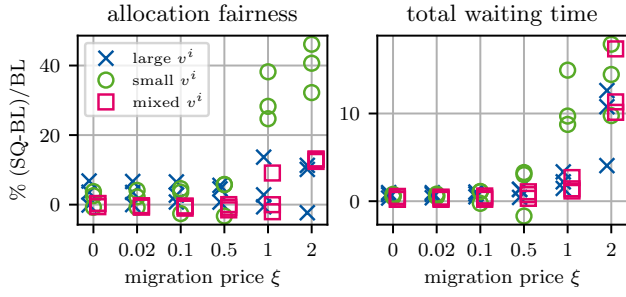 allocation fairness
total waiting time
% (SQ-BL)/BL
40
20
0
large v^i
small v^i
mixed v^i
10
0
0 0.02 0.1 0.5 1 2
0 0.02 0.1 0.5 1 2
migration price ξ
migration price ξ